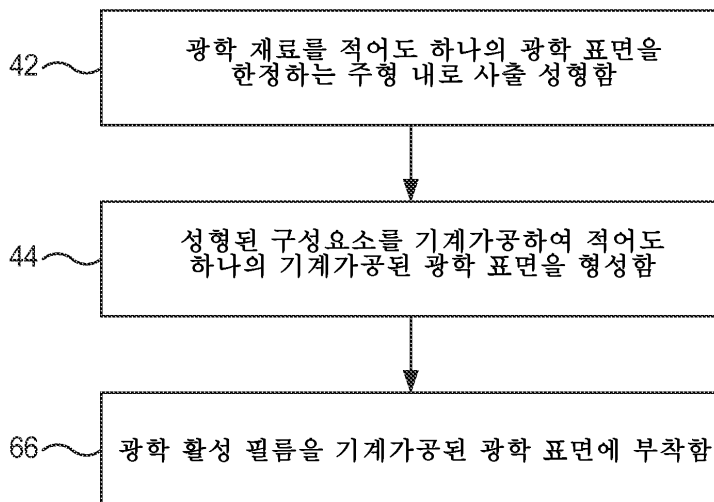 42
광학 재료를 적어도 하나의 광학 표면을
한정하는 주형 내로 사출 성형함
44
성형된 구성요소를 기계가공하여 적어도
하나의 기계가공된 광학 표면을 형성함
66
광학 활성 필름을 기계가공된 광학 표면에 부착함